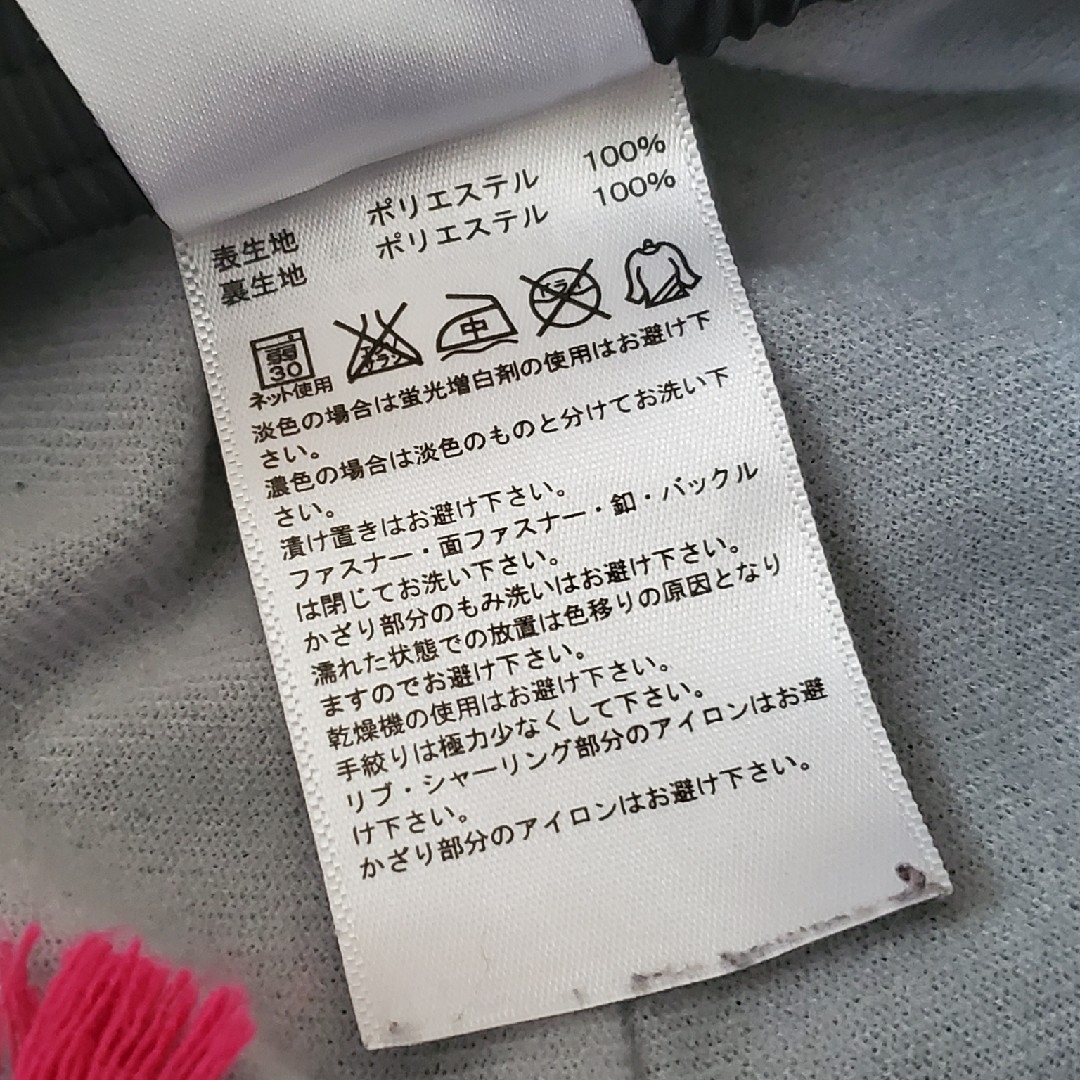 表生地 ポリエステル 100%
裏生地 ポリエステル 100%
弱 30 エンソ サラシ 中 ドライ
ネット使用
淡色の場合は蛍光増白剤の使用はお避け下
さい。
濃色の場合は淡色のものと分けてお洗い下
さい。
漬け置きはお避け下さい。
ファスナー・面ファスナー・釦・バックル
は閉じてお洗い下さい。
かざり部分のもみ洗いはお避け下さい。
濡れた状態での放置は色移りの原因となり
ますのでお避け下さい。
乾燥機の使用はお避け下さい。
手絞りは極力少なくして下さい。
リブ・シャーリング部分のアイロンはお避
け下さい。
かざり部分のアイロンはお避け下さい。